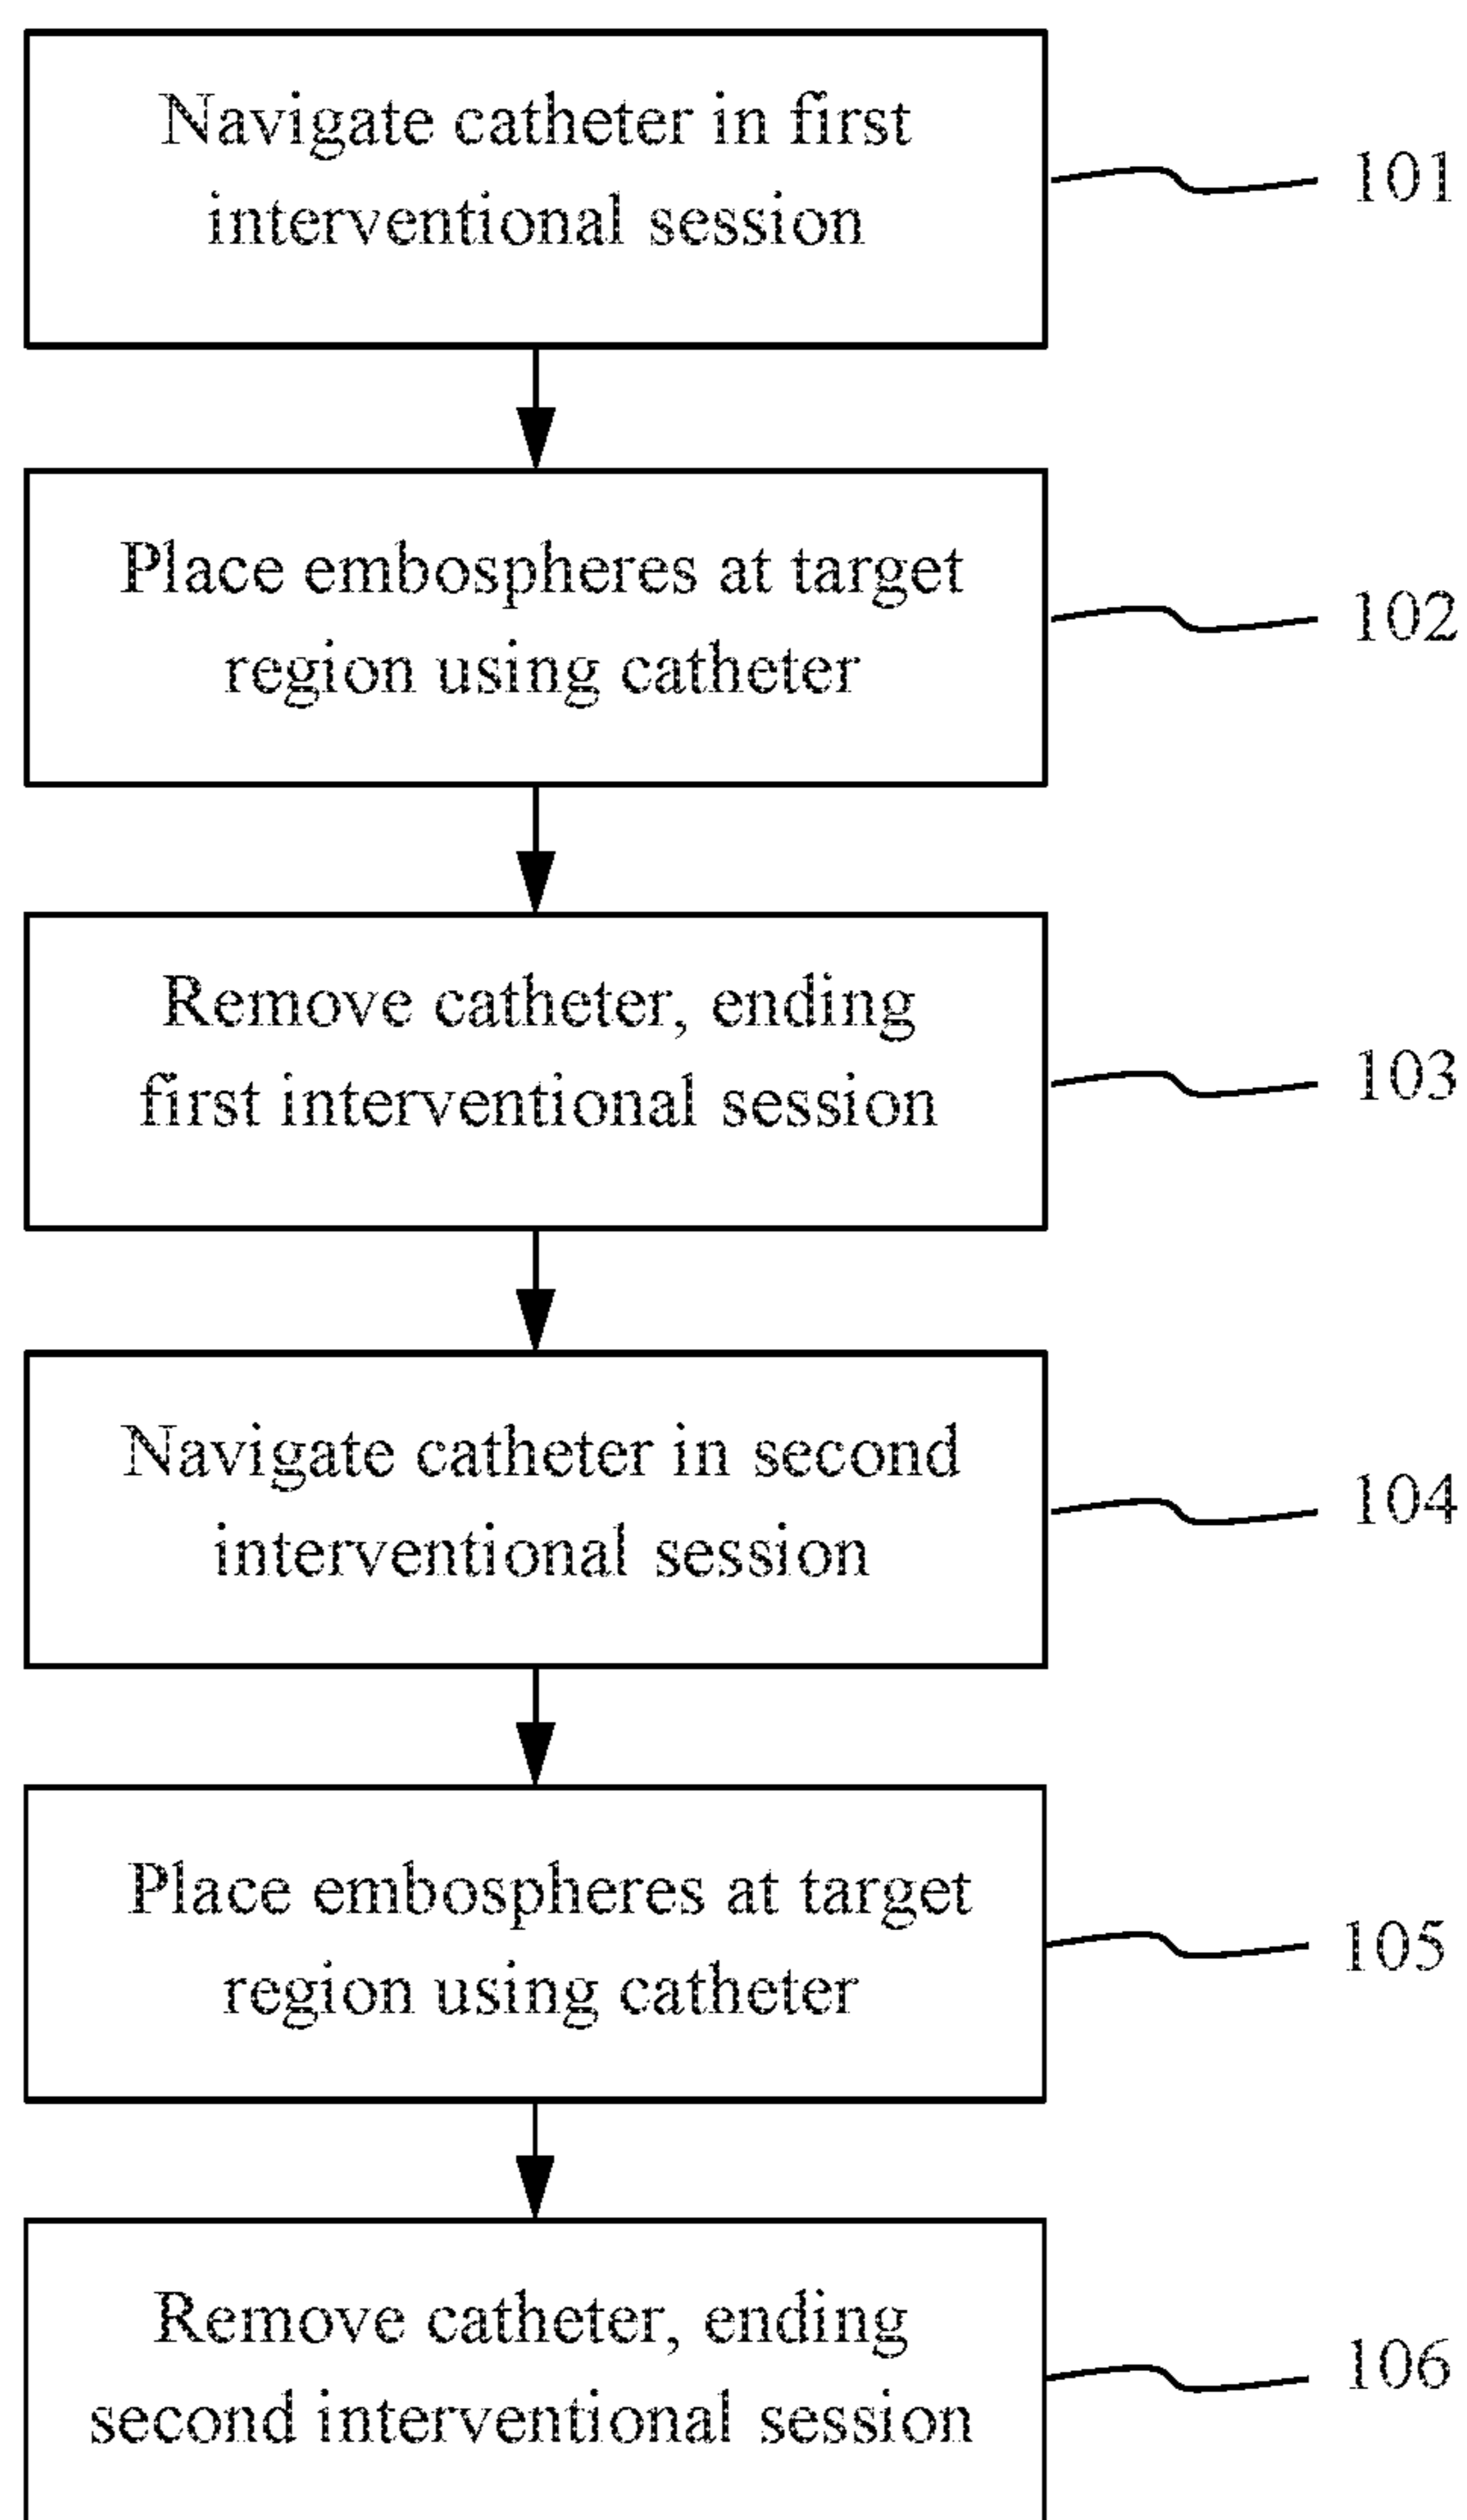 Navigate catheter in first
interventional session
101
Place embospheres at target
region using catheter
102
Remove catheter, ending
first interventional session
103
Navigate catheter in second
interventional session
104
Place embospheres at target
region using catheter
105
Remove catheter, ending
second interventional session
106